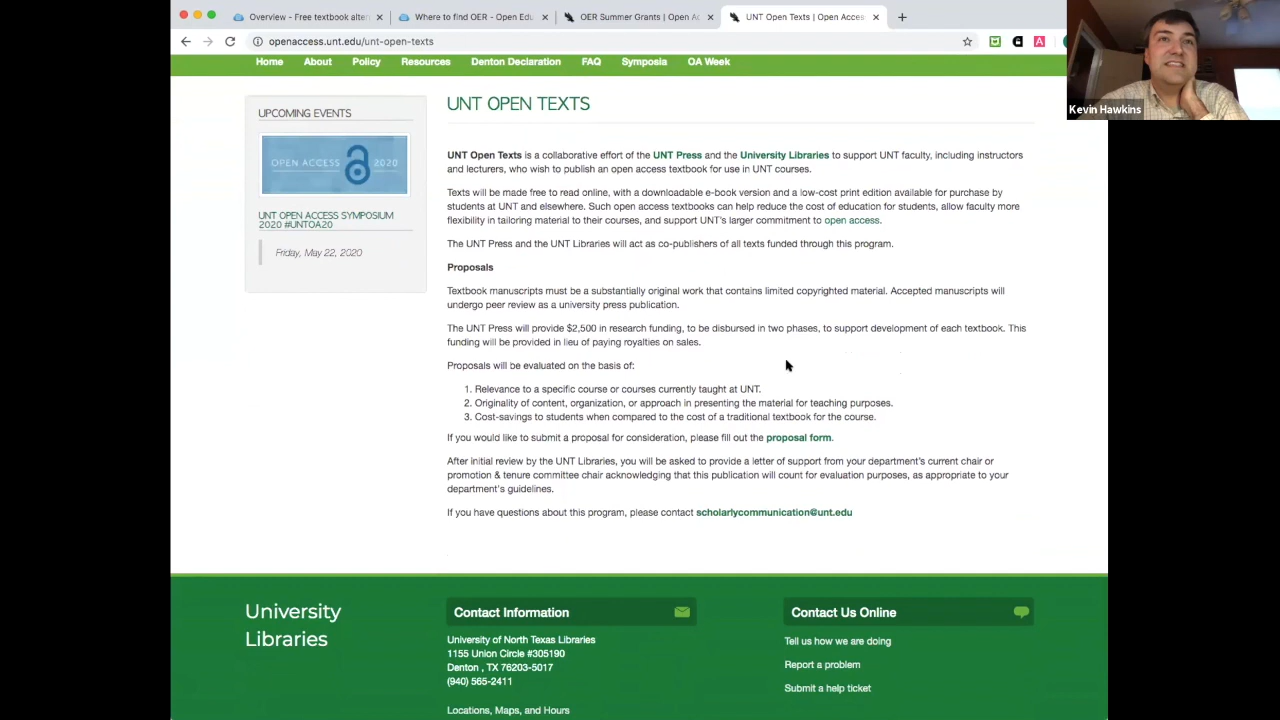 Overview - Free textbook altern
Where to find OER - Open Edu
OER Summer Grants | Open Ac
UNT Open Texts | Open Acces
openaccess.unt.edu/unt-open-texts
Kevin Hawkins
Home About Policy Resources Denton Declaration FAQ Symposia OA Week
UPCOMING EVENTS
OPEN ACCESS 2020
UNT OPEN ACCESS SYMPOSIUM
2020 #UNTOA20
Friday, May 22, 2020
UNT OPEN TEXTS
UNT Open Texts is a collaborative effort of the UNT Press and the University Libraries to support UNT faculty, including instructors
and lecturers, who wish to publish an open access textbook for use in UNT courses.
Texts will be made free to read online, with a downloadable e-book version and a low-cost print edition available for purchase by
students at UNT and elsewhere. Such open access textbooks can help reduce the cost of education for students, allow faculty more
flexibility in tailoring material to their courses, and support UNT's larger commitment to open access.
The UNT Press and the UNT Libraries will act as co-publishers of all texts funded through this program.
Proposals
Textbook manuscripts must be a substantially original work that contains limited copyrighted material. Accepted manuscripts will
undergo peer review as a university press publication.
The UNT Press will provide $2,500 in research funding, to be disbursed in two phases, to support development of each textbook. This
funding will be provided in lieu of paying royalties on sales.
Proposals will be evaluated on the basis of:
1. Relevance to a specific course or courses currently taught at UNT.
2. Originality of content, organization, or approach in presenting the material for teaching purposes.
3. Cost-savings to students when compared to the cost of a traditional textbook for the course.
If you would like to submit a proposal for consideration, please fill out the proposal form.
After initial review by the UNT Libraries, you will be asked to provide a letter of support from your department's current chair or
promotion & tenure committee chair acknowledging that this publication will count for evaluation purposes, as appropriate to your
department's guidelines.
If you have questions about this program, please contact scholarlycommunication@unt.edu
University
Libraries
Contact Information
University of North Texas Libraries
1155 Union Circle #305190
Denton , TX 76203-5017
(940) 565-2411
Locations, Maps, and Hours
Contact Us Online
Tell us how we are doing
Report a problem
Submit a help ticket